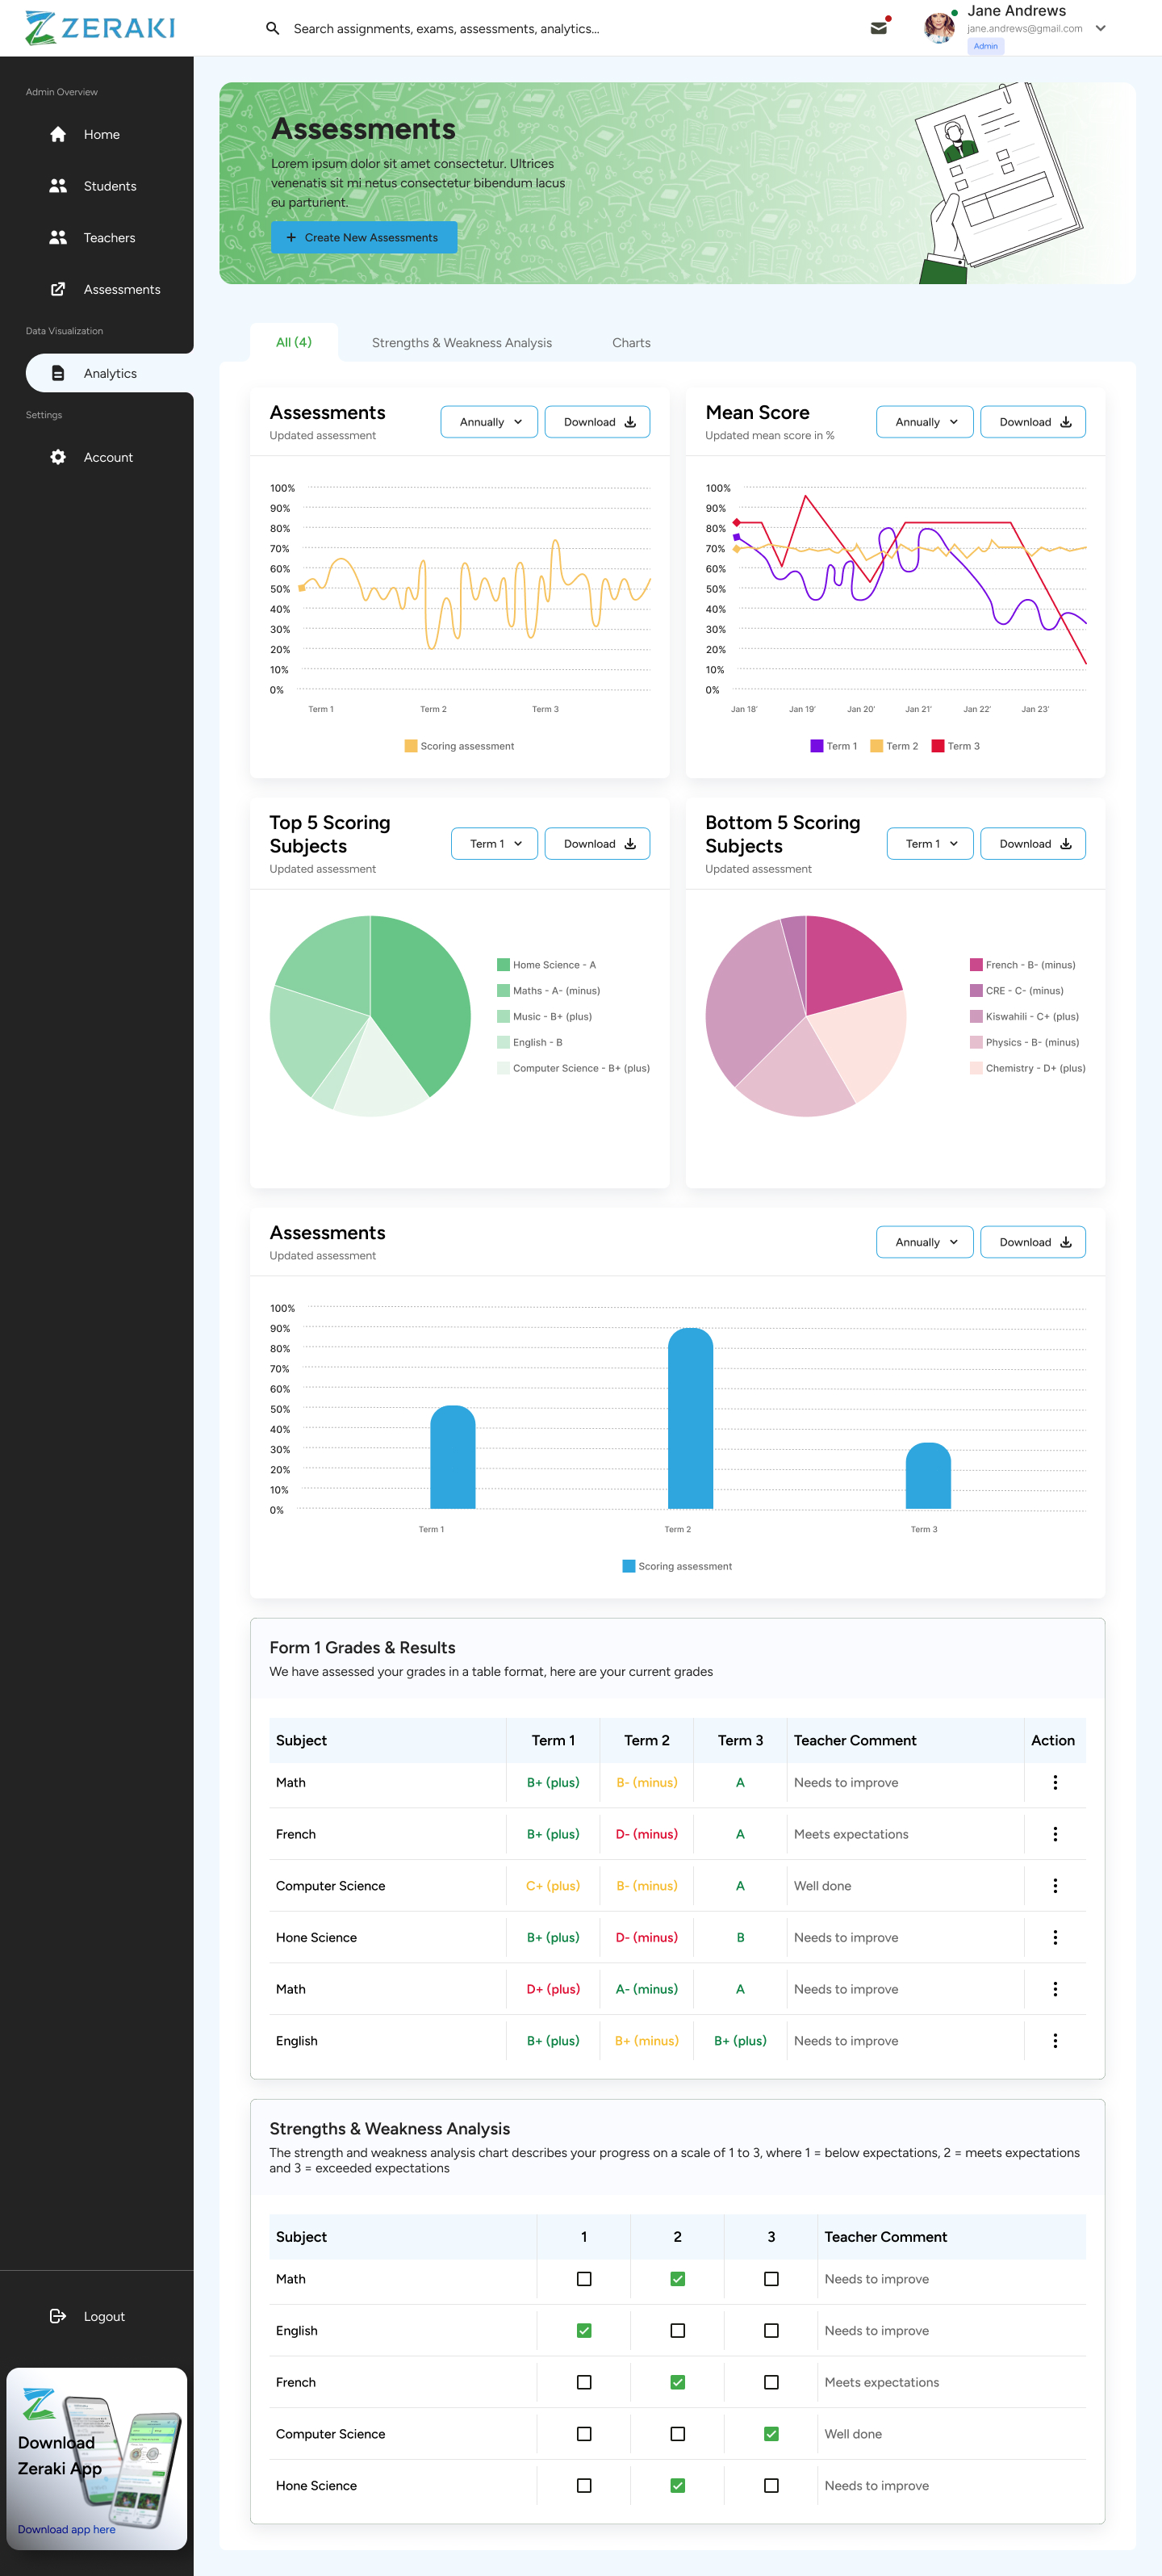 ZERAKI
Search assignments, exams, assessments, analytics...
Jane Andrews
jane.andrews@gmail.com
Admin
Admin Overview
Home
Students
Teachers
Assessments
Data Visualization
Analytics
Settings
Account
Assessments
Lorem ipsum dolor sit amet consectetur. Ultrices
venenatis sit mi netus consectetur bibendum lacus
eu parturient.
+ Create New Assessments
All (4)
Strengths & Weakness Analysis
Charts
Assessments
Updated assessment
Annually
Download
100%
90%
80%
70%
60%
50%
40%
30%
20%
10%
0%
Term 1 Term 2 Term 3
Scoring assessment
Mean Score
Updated mean score in %
Annually
Download
100%
90%
80%
70%
60%
50%
40%
30%
20%
10%
0%
Jan 18' Jan 19' Jan 20' Jan 21' Jan 22' Jan 23'
Term 1 Term 2 Term 3
Top 5 Scoring
Subjects
Updated assessment
Term 1
Download
Home Science - A
Maths - A- (minus)
Music - B+ (plus)
English - B
Computer Science - B+ (plus)
Bottom 5 Scoring
Subjects
Updated assessment
Term 1
Download
French - B- (minus)
CRE - C- (minus)
Kiswahili - C+ (plus)
Physics - B- (minus)
Chemistry - D+ (plus)
Assessments
Updated assessment
Annually
Download
100%
90%
80%
70%
60%
50%
40%
30%
20%
10%
0%
Term 1 Term 2 Term 3
Scoring assessment
Form 1 Grades & Results
We have assessed your grades in a table format, here are your current grades
Subject Term 1 Term 2 Term 3 Teacher Comment Action
Math B+ (plus) B- (minus) A Needs to improve
French B+ (plus) D- (minus) A Meets expectations
Computer Science C+ (plus) B- (minus) A Well done
Hone Science B+ (plus) D- (minus) B Needs to improve
Math D+ (plus) A- (minus) A Needs to improve
English B+ (plus) B+ (minus) B+ (plus) Needs to improve
Strengths & Weakness Analysis
The strength and weakness analysis chart describes your progress on a scale of 1 to 3, where 1 = below expectations, 2 = meets expectations
and 3 = exceeded expectations
Subject 1 2 3 Teacher Comment
Math Needs to improve
English Needs to improve
French Meets expectations
Computer Science Well done
Hone Science Needs to improve
Logout
Download
Zeraki App
Download app here